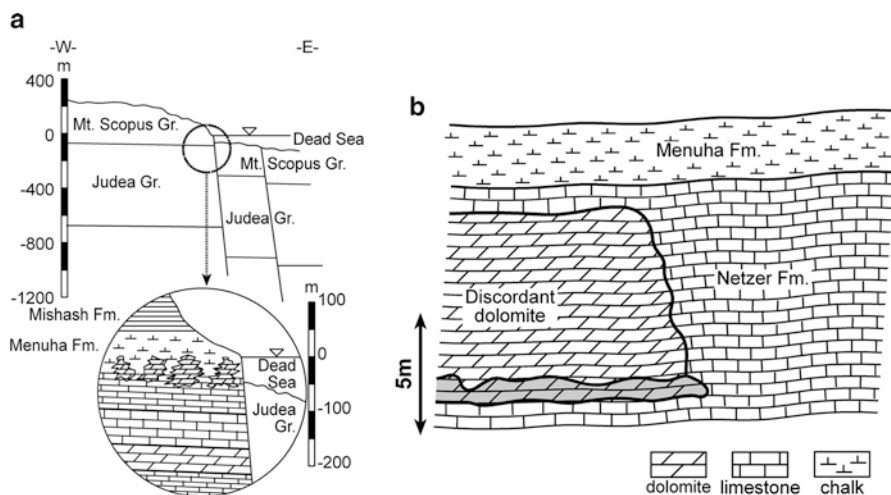 a
-W-
-E-
m
400
0
-400
-800
-1200
Mt. Scopus Gr.
Dead Sea
Mt. Scopus Gr.
Judea Gr.
Judea Gr.
Mishash Fm.
Menuha Fm.
m
100
0
-100
-200
Dead
Sea
Judea
Gr.
b
Menuha Fm.
Netzer Fm.
Discordant
dolomite
5m
dolomite
limestone
chalk